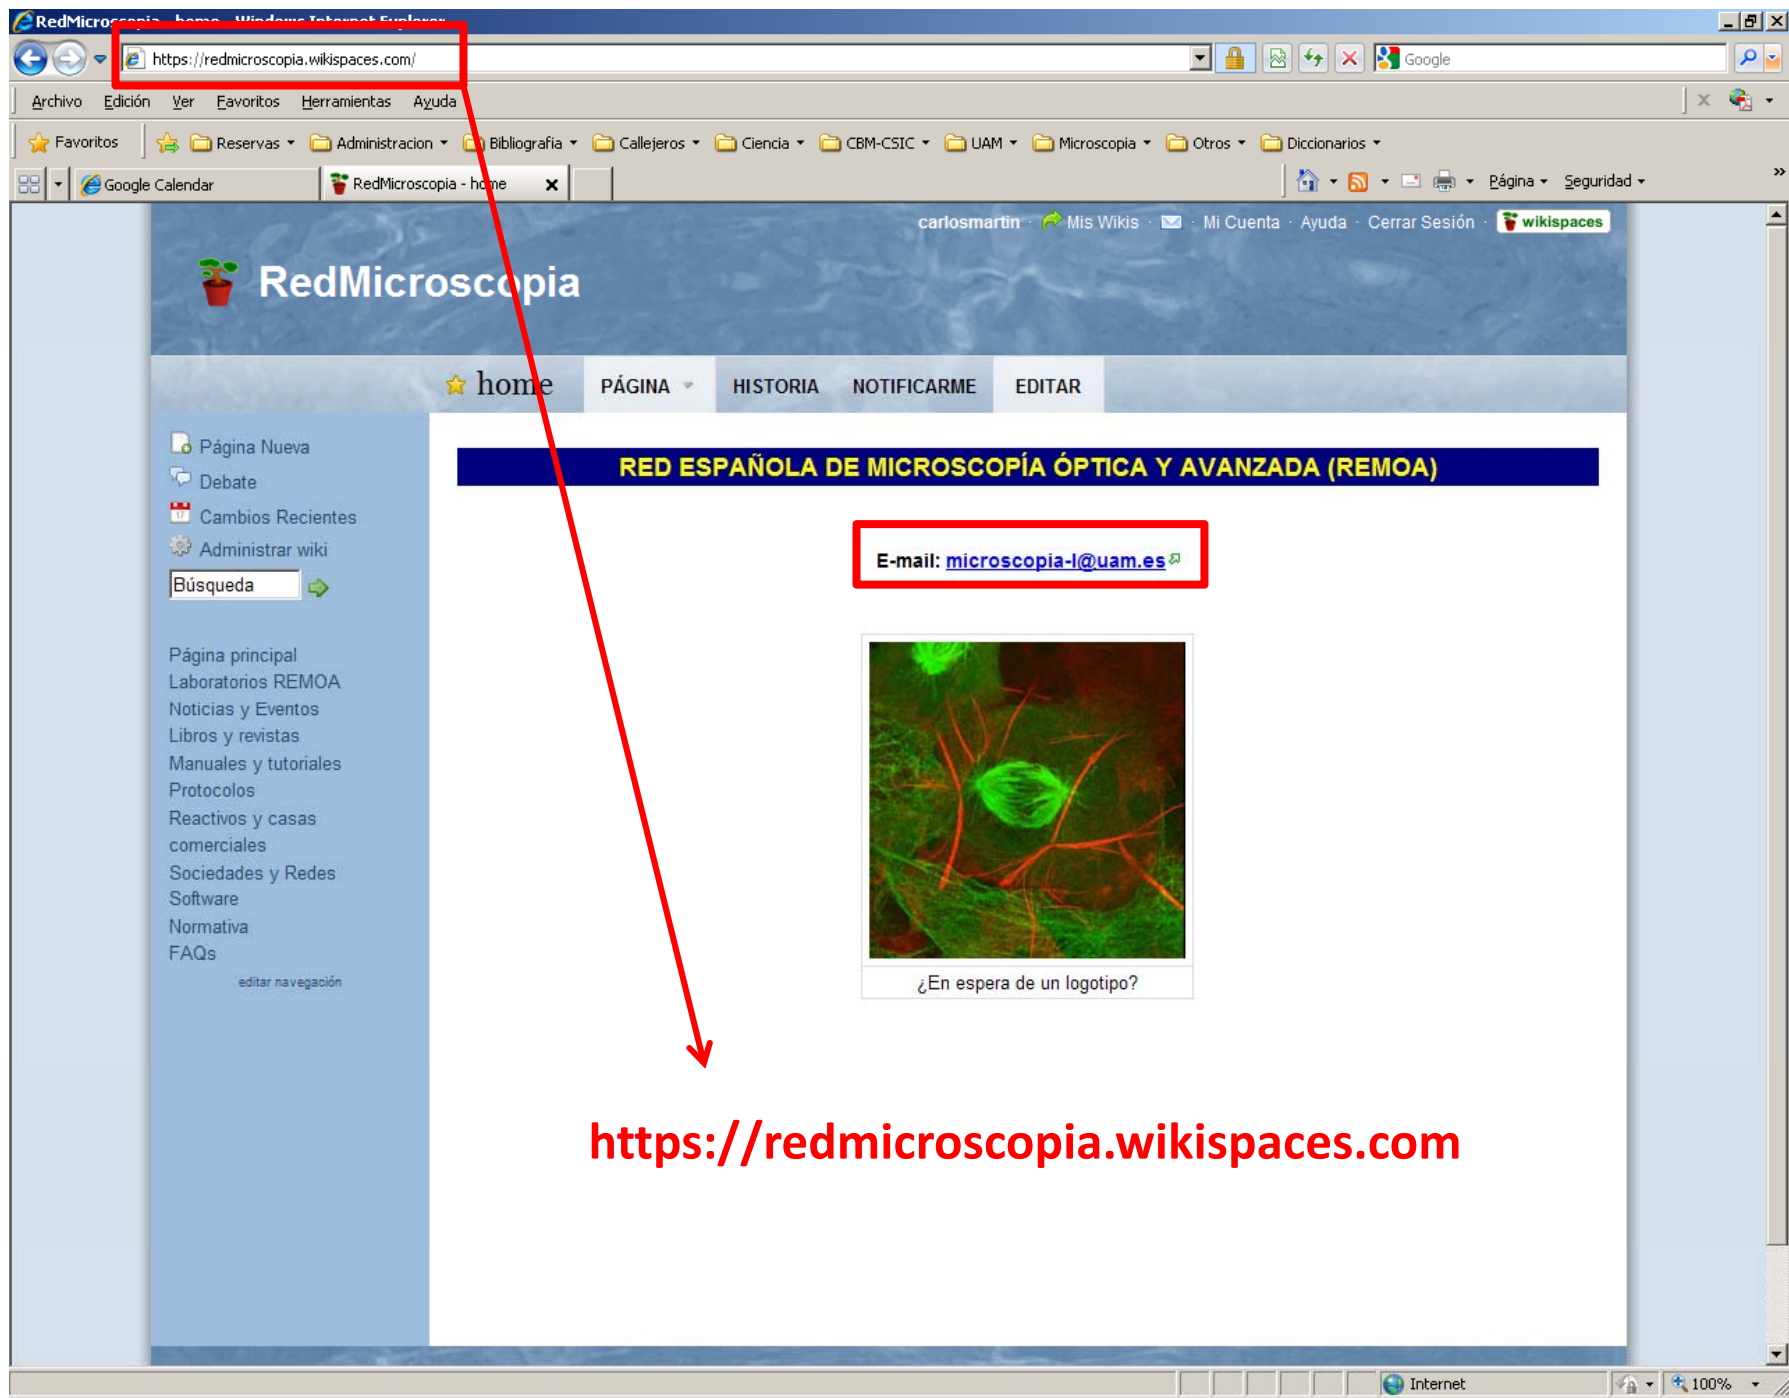 RedMicroscopia - home - Windows Internet Explorer
https://redmicroscopia.wikispaces.com/
Google
Archivo Edición Ver Favoritos Herramientas Ayuda
Favoritos Reservas Administracion Bibliografia Callejeros Ciencia CBM-CSIC UAM Microscopia Otros Diccionarios
Google Calendar RedMicroscopia - home Página Seguridad
carlosmartin · Mis Wikis · Mi Cuenta · Ayuda · Cerrar Sesión · wikispaces
RedMicroscopia
home PÁGINA HISTORIA NOTIFICARME EDITAR
Página Nueva
Debate
17
Cambios Recientes
Administrar wiki
Búsqueda
Página principal
Laboratorios REMOA
Noticias y Eventos
Libros y revistas
Manuales y tutoriales
Protocolos
Reactivos y casas
comerciales
Sociedades y Redes
Software
Normativa
FAQs
editar navegación
RED ESPAÑOLA DE MICROSCOPÍA ÓPTICA Y AVANZADA (REMOA)
E-mail: microscopia-l@uam.es
¿En espera de un logotipo?
https://redmicroscopia.wikispaces.com
Internet 100%